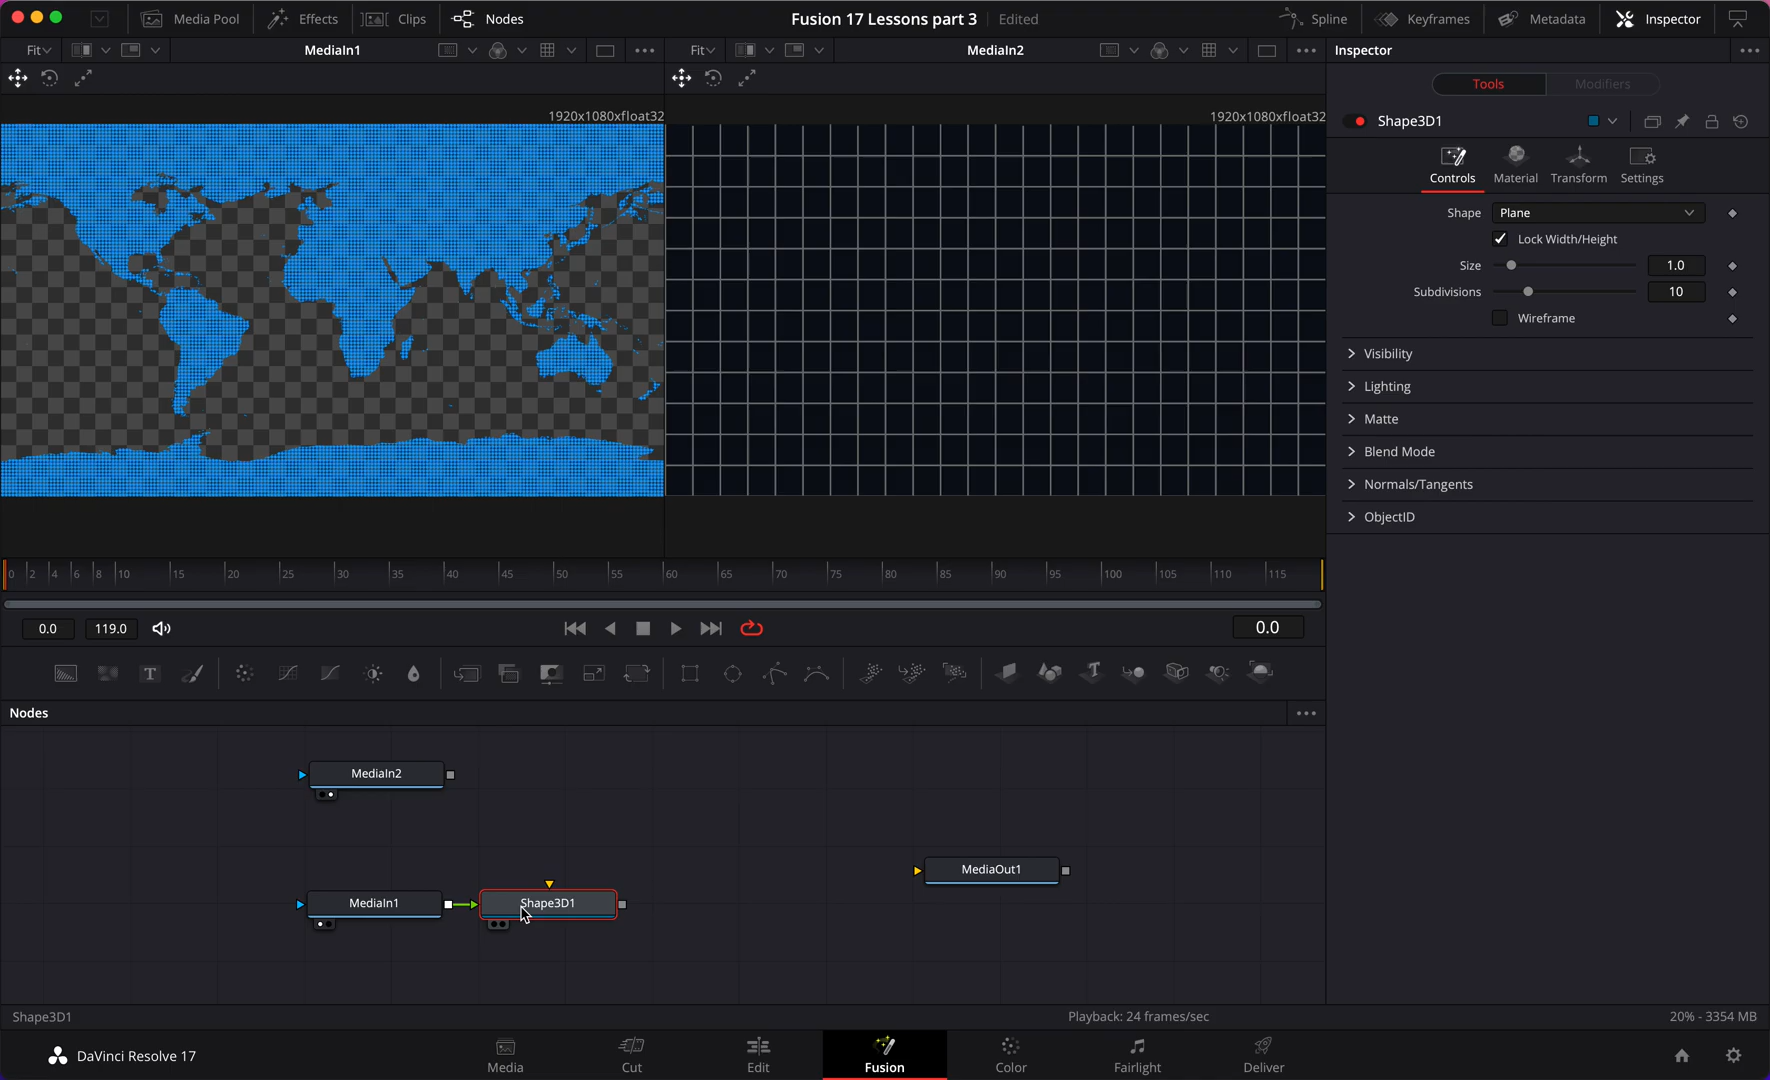 Media Pool Effects Clips Nodes Fusion 17 Lessons part 3 Edited Spline Keyframes Metadata Inspector
Fit MediaIn1 Fit MediaIn2 Inspector
Tools Modifiers
1920x1080xfloat32 1920x1080xfloat32
Shape3D1
Controls Material Transform Settings
Shape Plane
Lock Width/Height
Size 1.0
Subdivisions 10
Wireframe
Visibility
Lighting
Matte
Blend Mode
Normals/Tangents
ObjectID
0 2 4 6 8 10 15 20 25 30 35 40 45 50 55 60 65 70 75 80 85 90 95 100 105 110 115
0.0 119.0 0.0
T T
Nodes
MediaIn2
MediaOut1
MediaIn1 Shape3D1
Shape3D1 Playback: 24 frames/sec 20% - 3354 MB
DaVinci Resolve 17 Media Cut Edit Fusion Color Fairlight Deliver